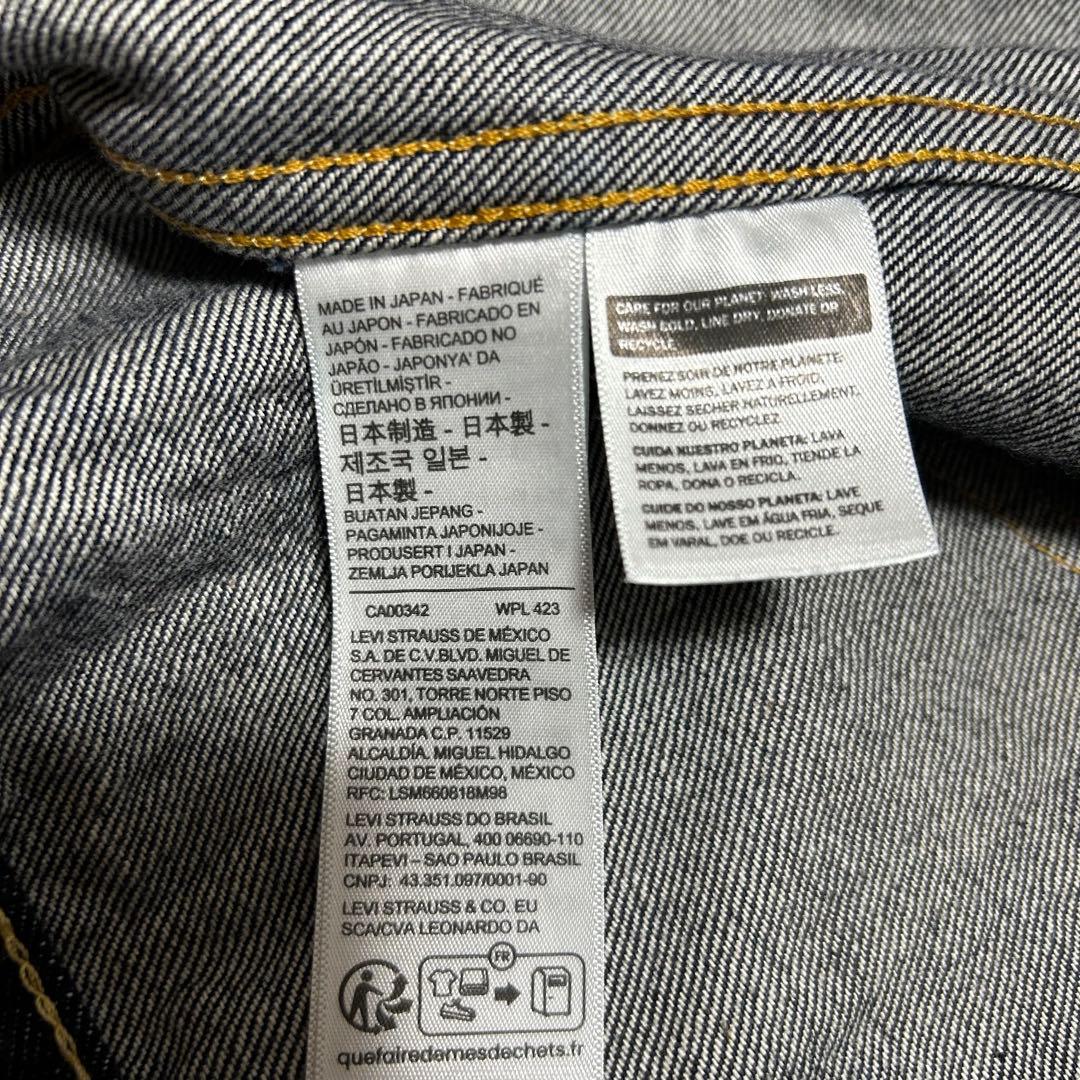 MADE IN JAPAN - FABRIQUÉ
AU JAPON - FABRICADO EN
JAPÓN - FABRICADO NO
JAPÃO - JAPONYA' DA
ÜRETİLMİŞTİR -
СДЕЛАНО В ЯПОНИИ -
日本制造 - 日本製 -
제조국 일본 -
日本製 -
BUATAN JEPANG -
PAGAMINTA JAPONIJOJE -
PRODUSERT I JAPAN -
ZEMLJA PORIJEKLA JAPAN
CA00342 WPL 423
LEVI STRAUSS DE MÉXICO
S.A. DE C.V.BLVD. MIGUEL DE
CERVANTES SAAVEDRA
NO. 301, TORRE NORTE PISO
7 COL. AMPLIACIÓN
GRANADA C.P. 11529
ALCALDÍA. MIGUEL HIDALGO
CIUDAD DE MÉXICO, MÉXICO
RFC: LSM660818M98
LEVI STRAUSS DO BRASIL
AV. PORTUGAL, 400 06690-110
ITAPEVI – SAO PAULO BRASIL
CNPJ: 43.351.097/0001-90
LEVI STRAUSS & CO. EU
SCA/CVA LEONARDO DA
FR
quefairedemesdechets.fr
CARE FOR OUR PLANET: WASH LESS,
WASH COLD, LINE DRY, DONATE OR
RECYCLE.
PRENEZ SOIN DE NOTRE PLANÈTE:
LAVEZ MOINS, LAVEZ A FROID,
LAISSEZ SECHER NATURELLEMENT,
DONNEZ OU RECYCLEZ
CUIDA NUESTRO PLANETA: LAVA
MENOS, LAVA EN FRIO, TIENDE LA
ROPA, DONA O RECICLA.
CUIDE DO NOSSO PLANETA: LAVE
MENOS, LAVE EM ÁGUA FRIA, SEQUE
EM VARAL, DOE OU RECICLE.